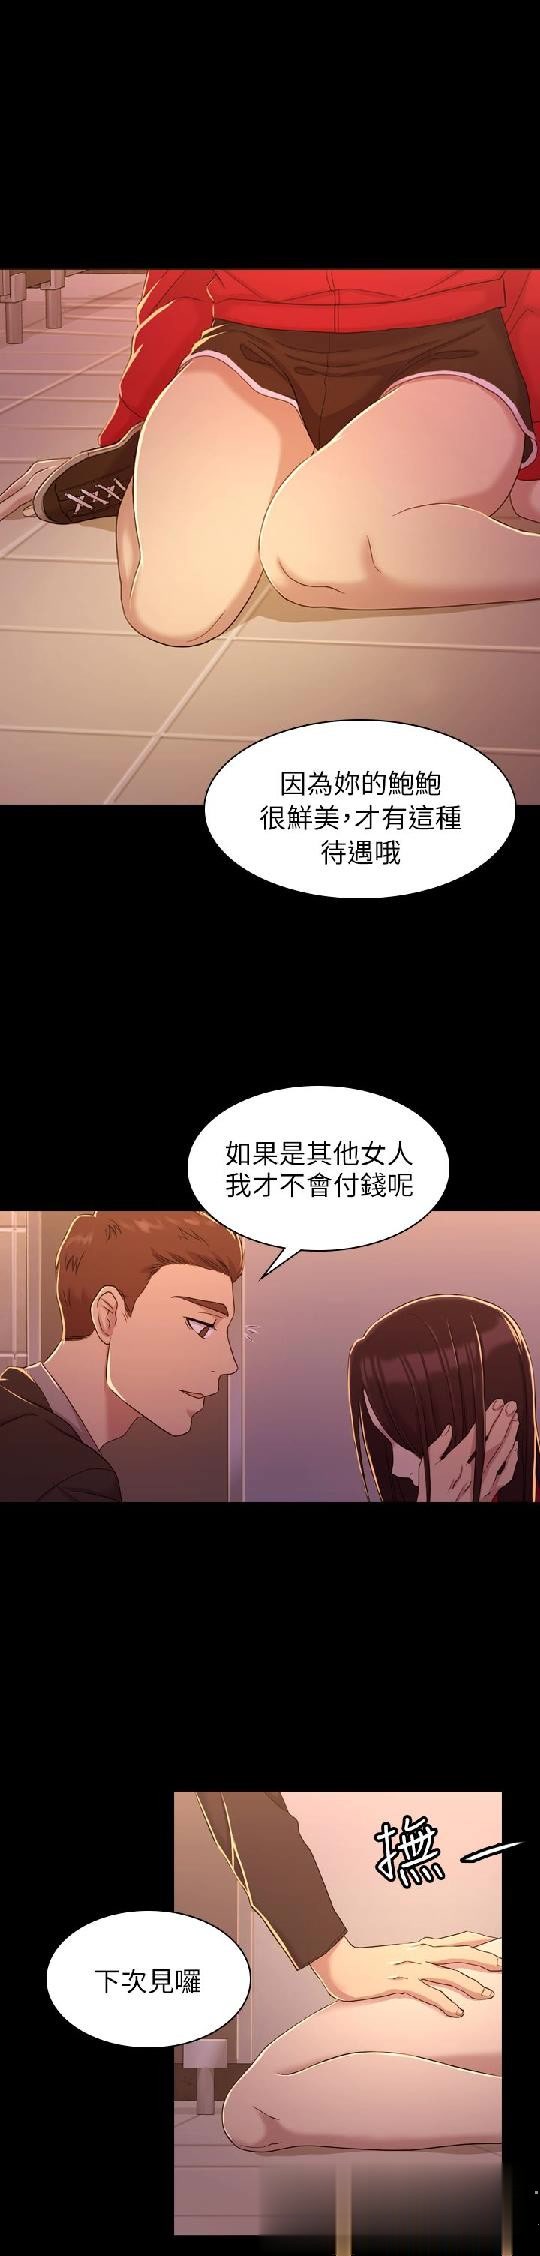 因為妳的鮑鮑
很鮮美，才有這種
待遇哦
如果是其他女人
我才不會付錢呢
撫
下次見囉